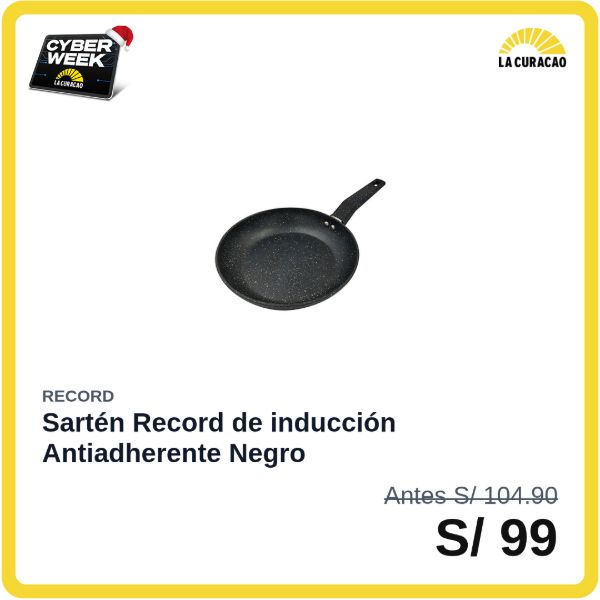 CYBER
WEEK
LA CURACAO
LA CURACAO
RECORD
Sartén Record de inducción
Antiadherente Negro
Antes S/ 104.90
S/ 99